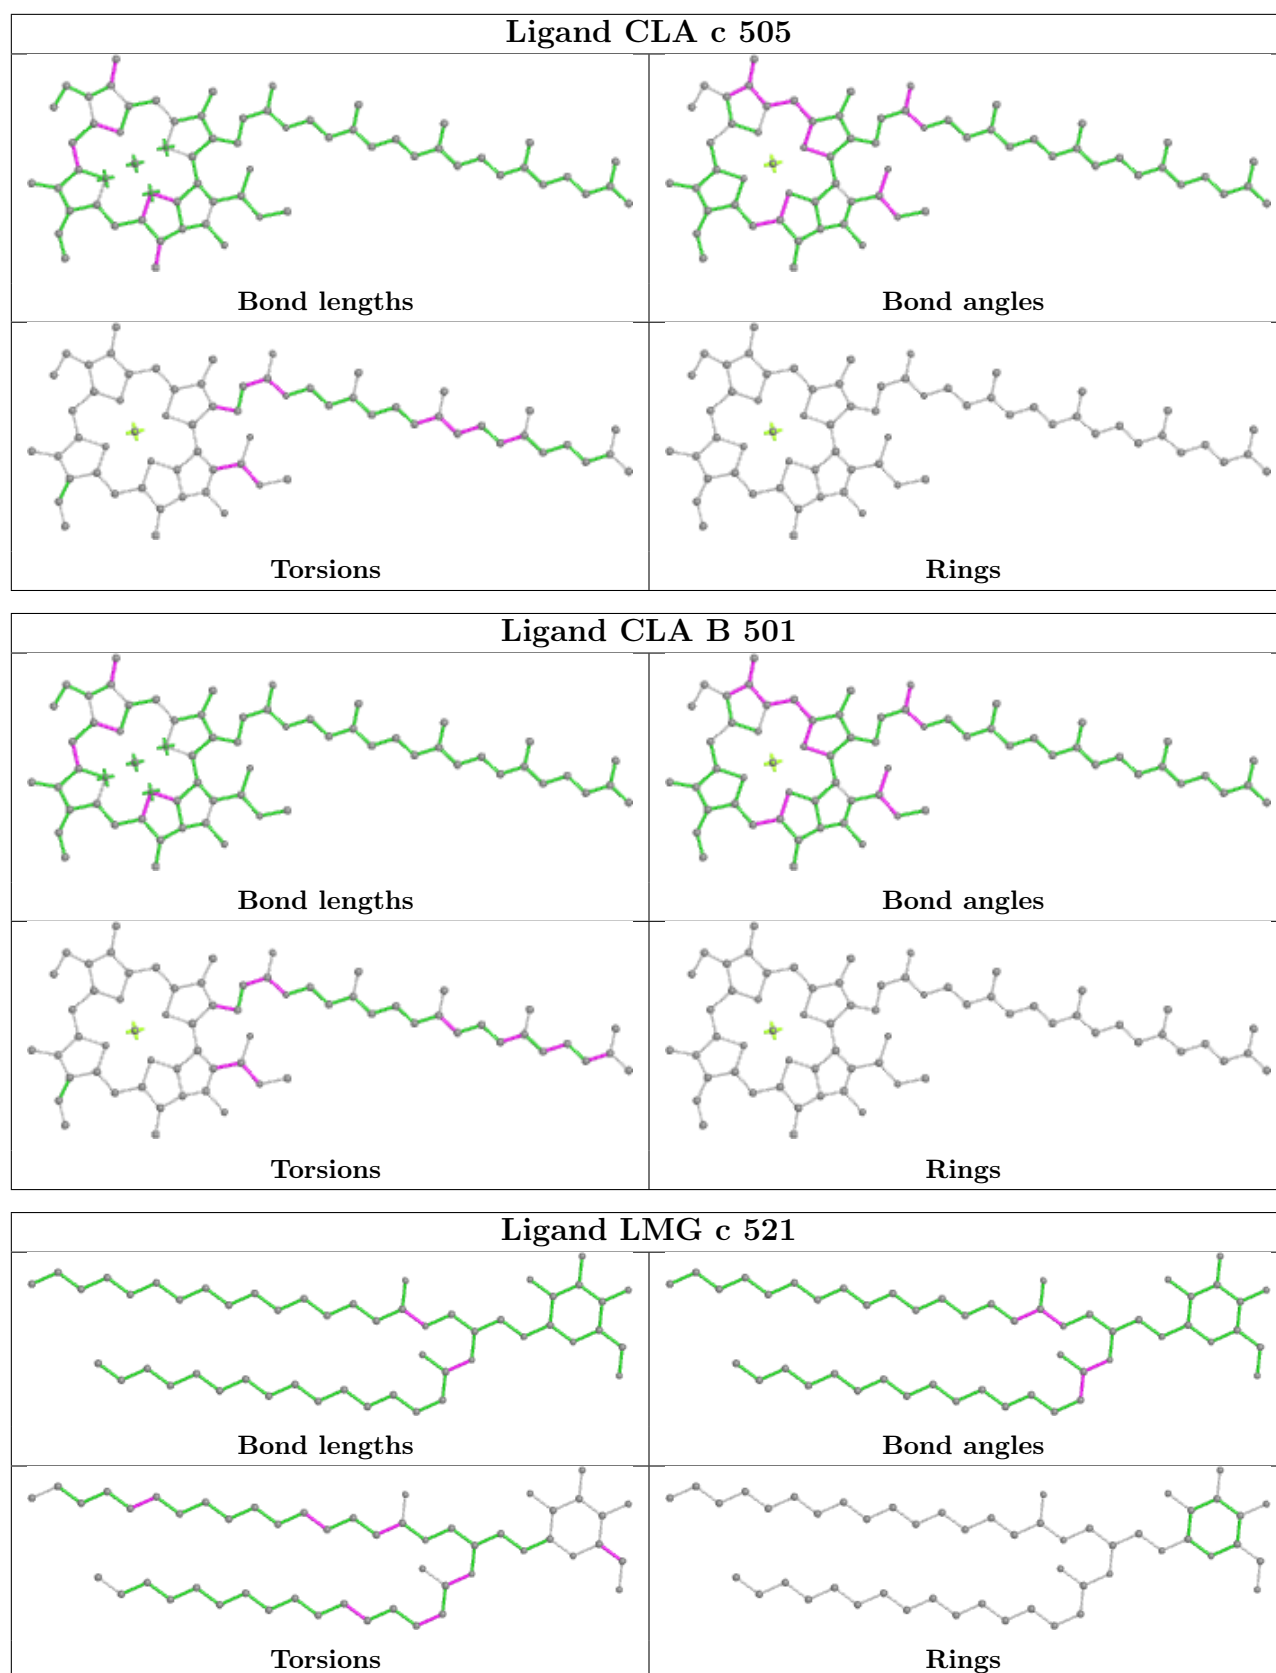 Ligand CLA c 505
Bond lengths
Bond angles
Torsions
Rings
Ligand CLA B 501
Bond lengths
Bond angles
Torsions
Rings
Ligand LMG c 521
Bond lengths
Bond angles
Torsions
Rings